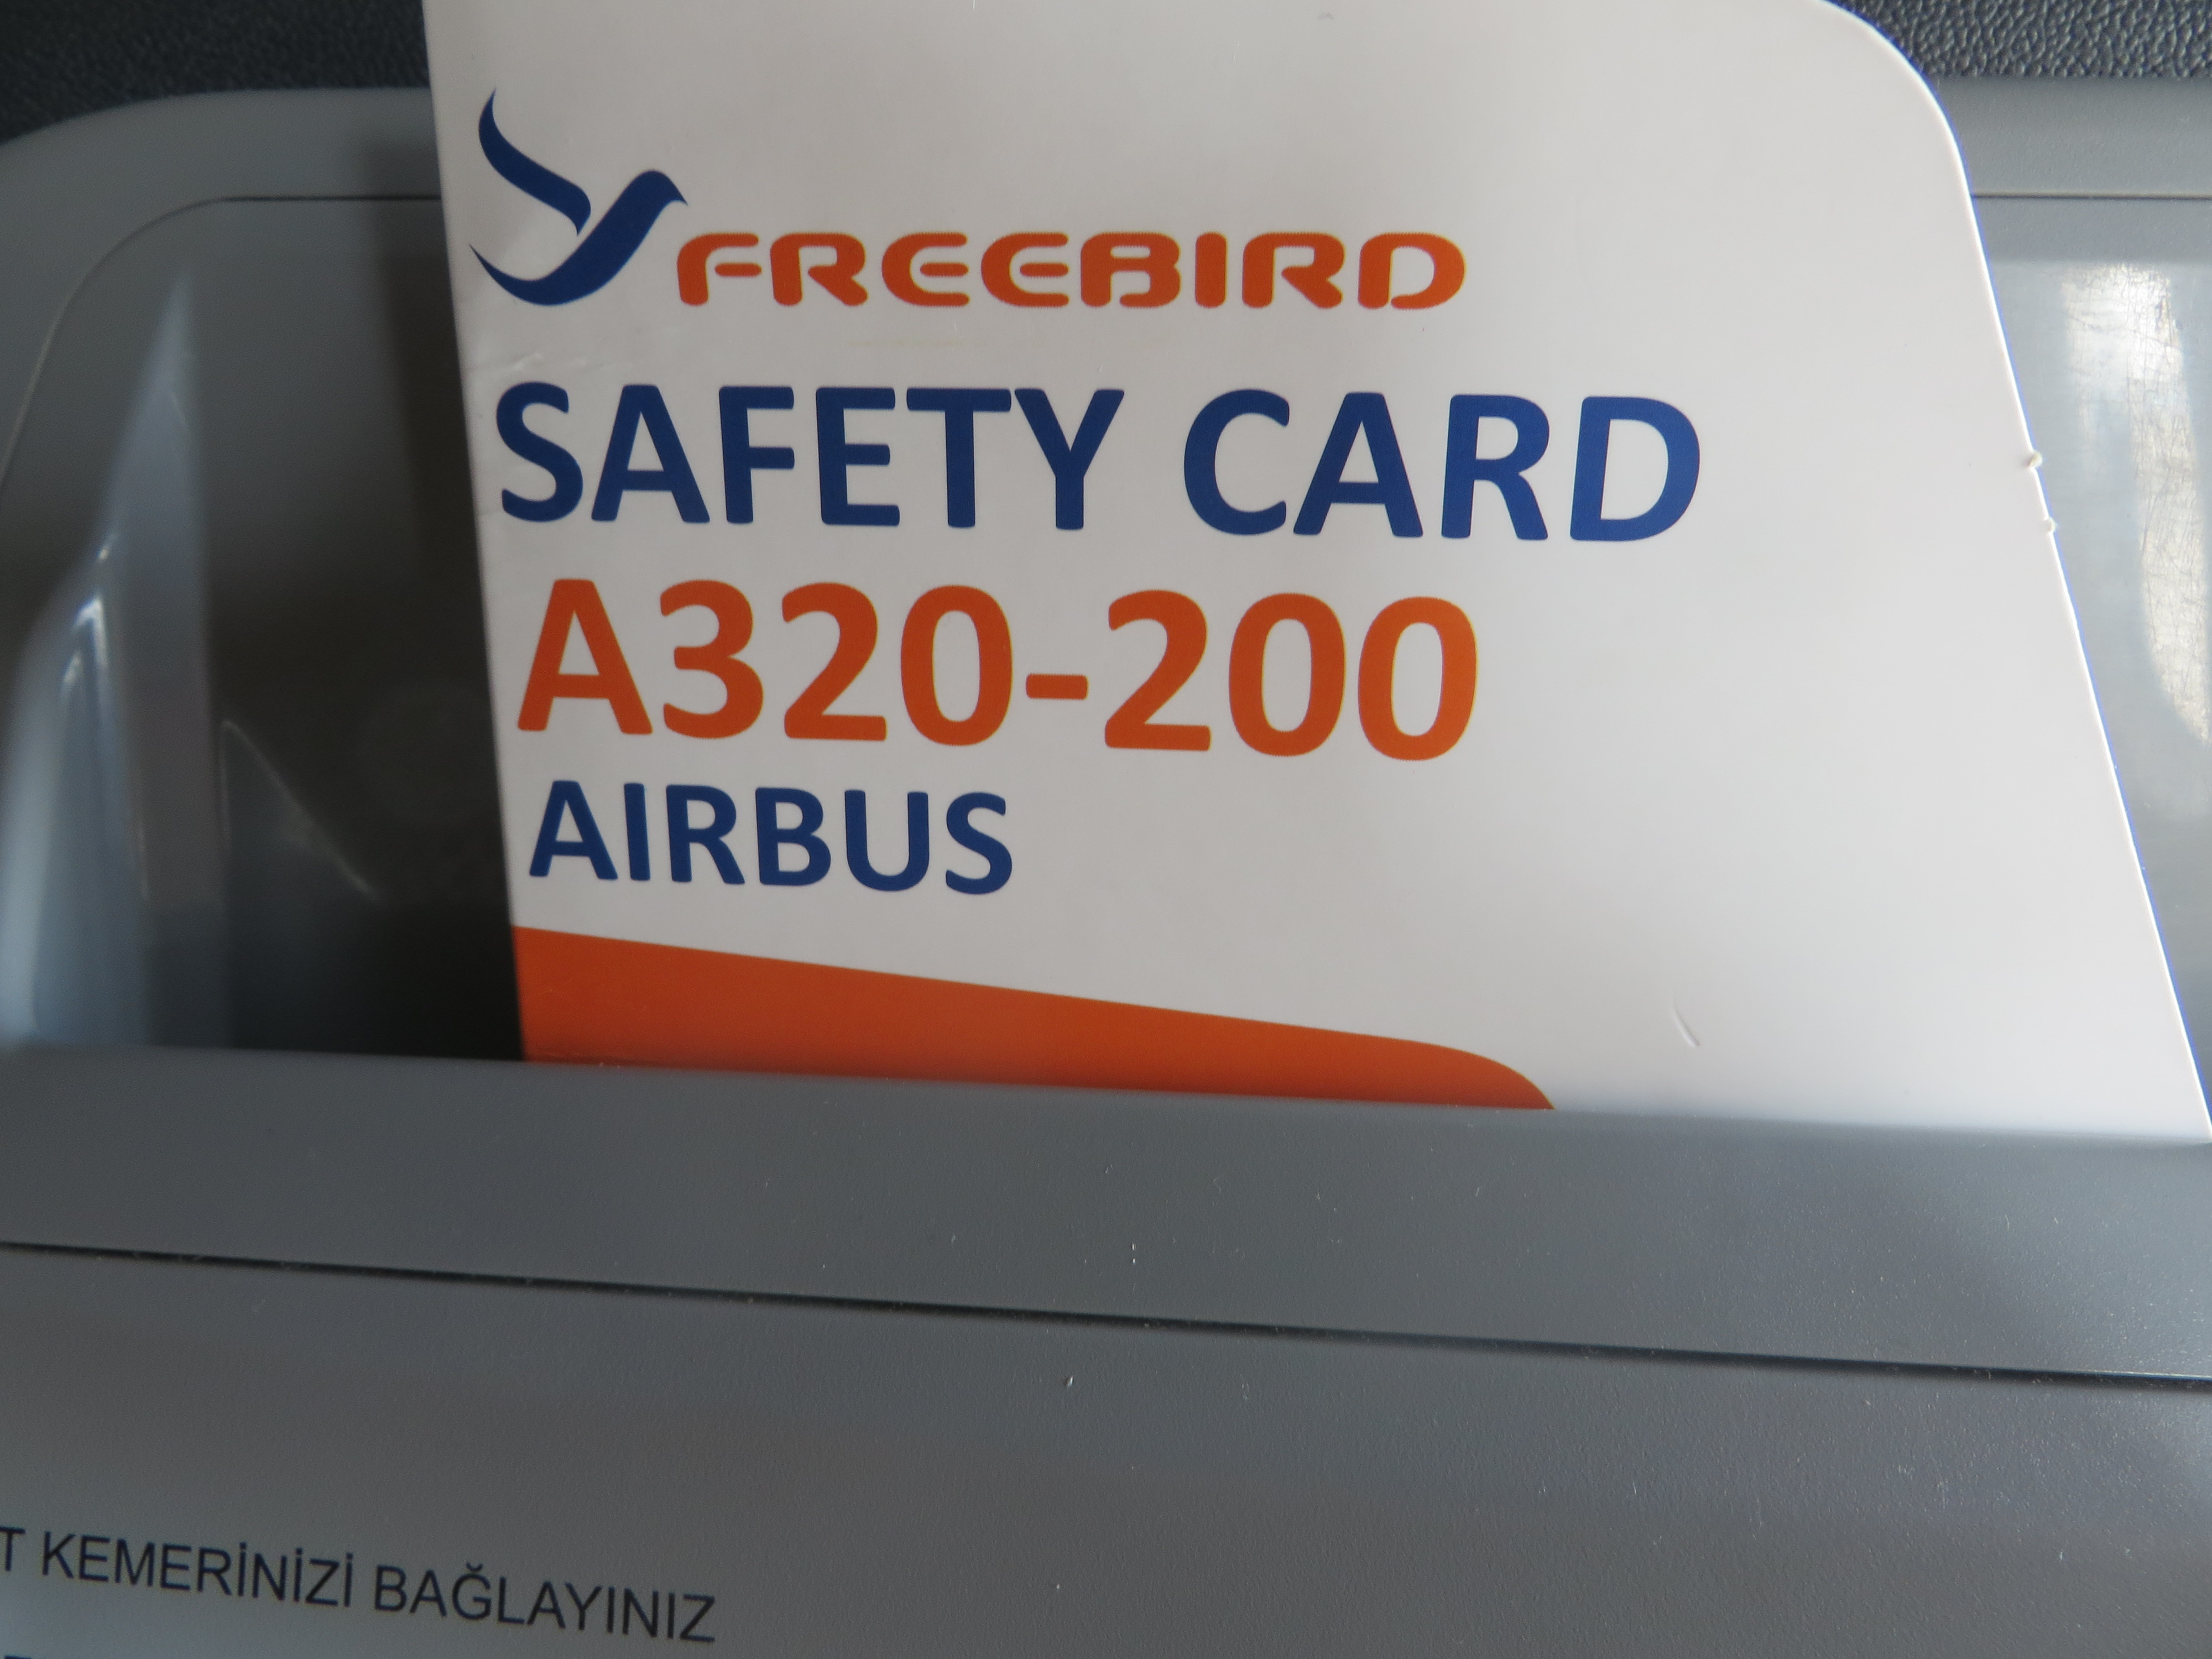 FREEBIRD
SAFETY CARD
A320-200
AIRBUS
T KEMERİNİZİ BAĞLAYINIZ